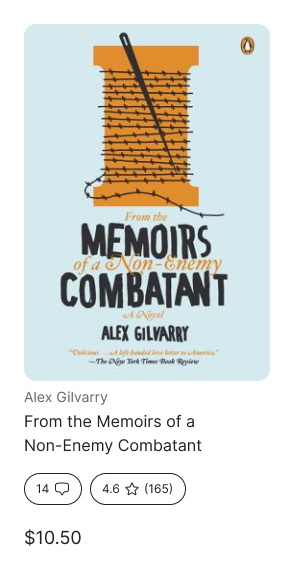 From the
MEMOIRS
of a Non-Enemy
COMBATANT
A Novel
ALEX GILVARRY
"Delicious . . . A left-handed love letter to America."
—The New York Times Book Review
Alex Gilvarry
From the Memoirs of a
Non-Enemy Combatant
14
4.6 (165)
$10.50